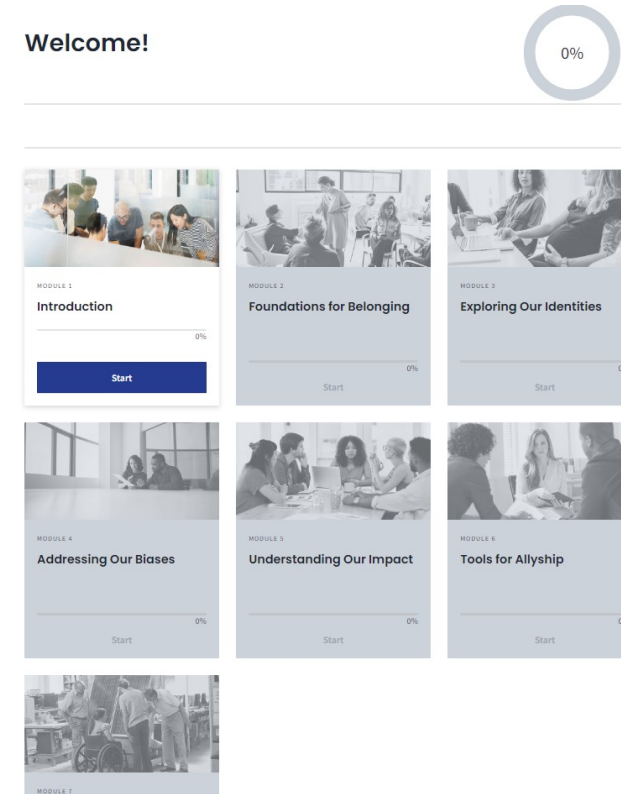 Welcome!
0%
MODULE 1
Introduction
0%
Start
MODULE 2
Foundations for Belonging
0%
Start
MODULE 3
Exploring Our Identities
Start
MODULE 4
Addressing Our Biases
0%
Start
MODULE 5
Understanding Our Impact
0%
Start
MODULE 6
Tools for Allyship
Start
MODULE 7